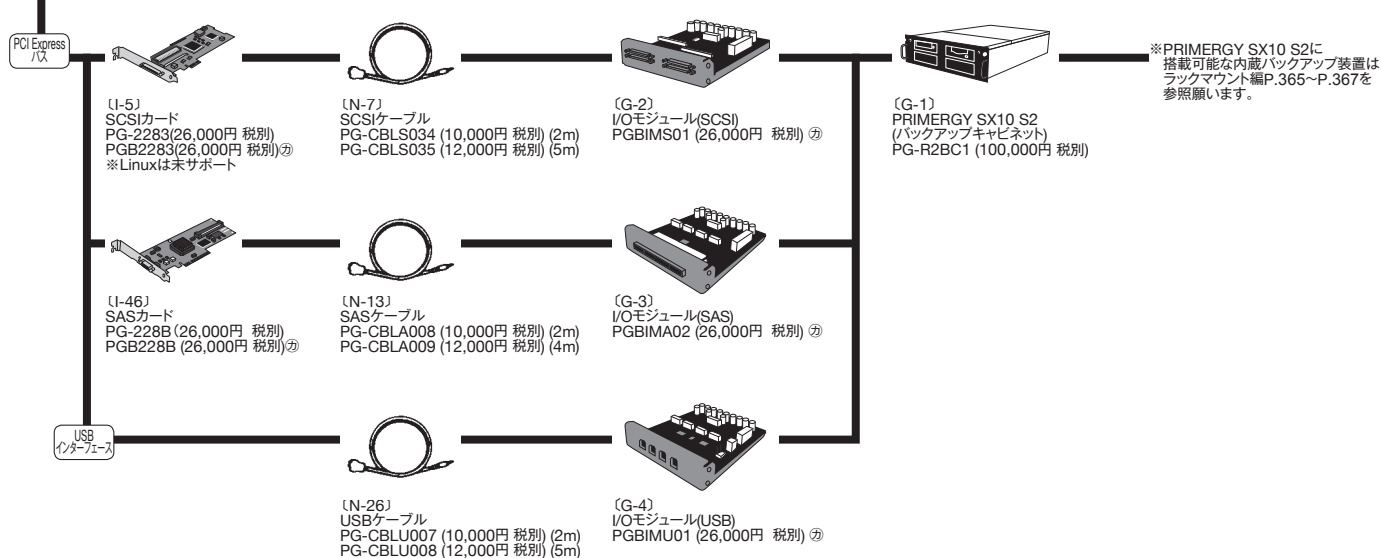 PCI Express
バス
〔I-5〕
SCSIカード
PG-2283(26,000円 税別)
PGB2283(26,000円 税別)㋕
※Linuxは未サポート
〔N-7〕
SCSIケーブル
PG-CBLS034 (10,000円 税別) (2m)
PG-CBLS035 (12,000円 税別) (5m)
〔G-2〕
I/Oモジュール(SCSI)
PGBIMS01 (26,000円 税別) ㋕
〔G-1〕
PRIMERGY SX10 S2
(バックアップキャビネット)
PG-R2BC1 (100,000円 税別)
※PRIMERGY SX10 S2に
搭載可能な内蔵バックアップ装置は
ラックマウント編P.365~P.367を
参照願います。
〔I-46〕
SASカード
PG-228B(26,000円 税別)
PGB228B (26,000円 税別)㋕
〔N-13〕
SASケーブル
PG-CBLA008 (10,000円 税別) (2m)
PG-CBLA009 (12,000円 税別) (4m)
〔G-3〕
I/Oモジュール(SAS)
PGBIMA02 (26,000円 税別) ㋕
USB
インターフェース
〔N-26〕
USBケーブル
PG-CBLU007 (10,000円 税別) (2m)
PG-CBLU008 (12,000円 税別) (5m)
〔G-4〕
I/Oモジュール(USB)
PGBIMU01 (26,000円 税別) ㋕